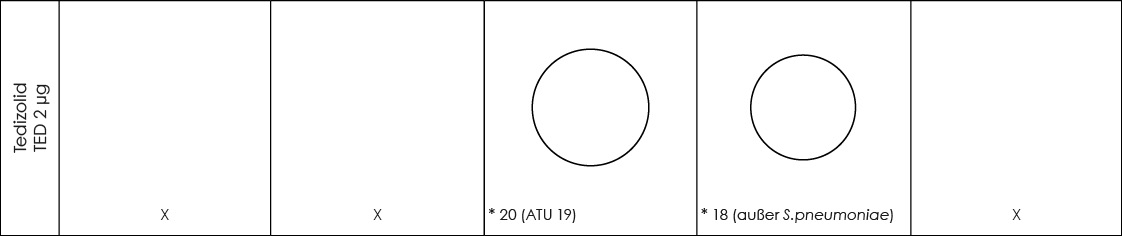 Tedizolid
TED 2 µg
X
X
* 20 (ATU 19)
* 18 (außer S.pneumoniae)
X